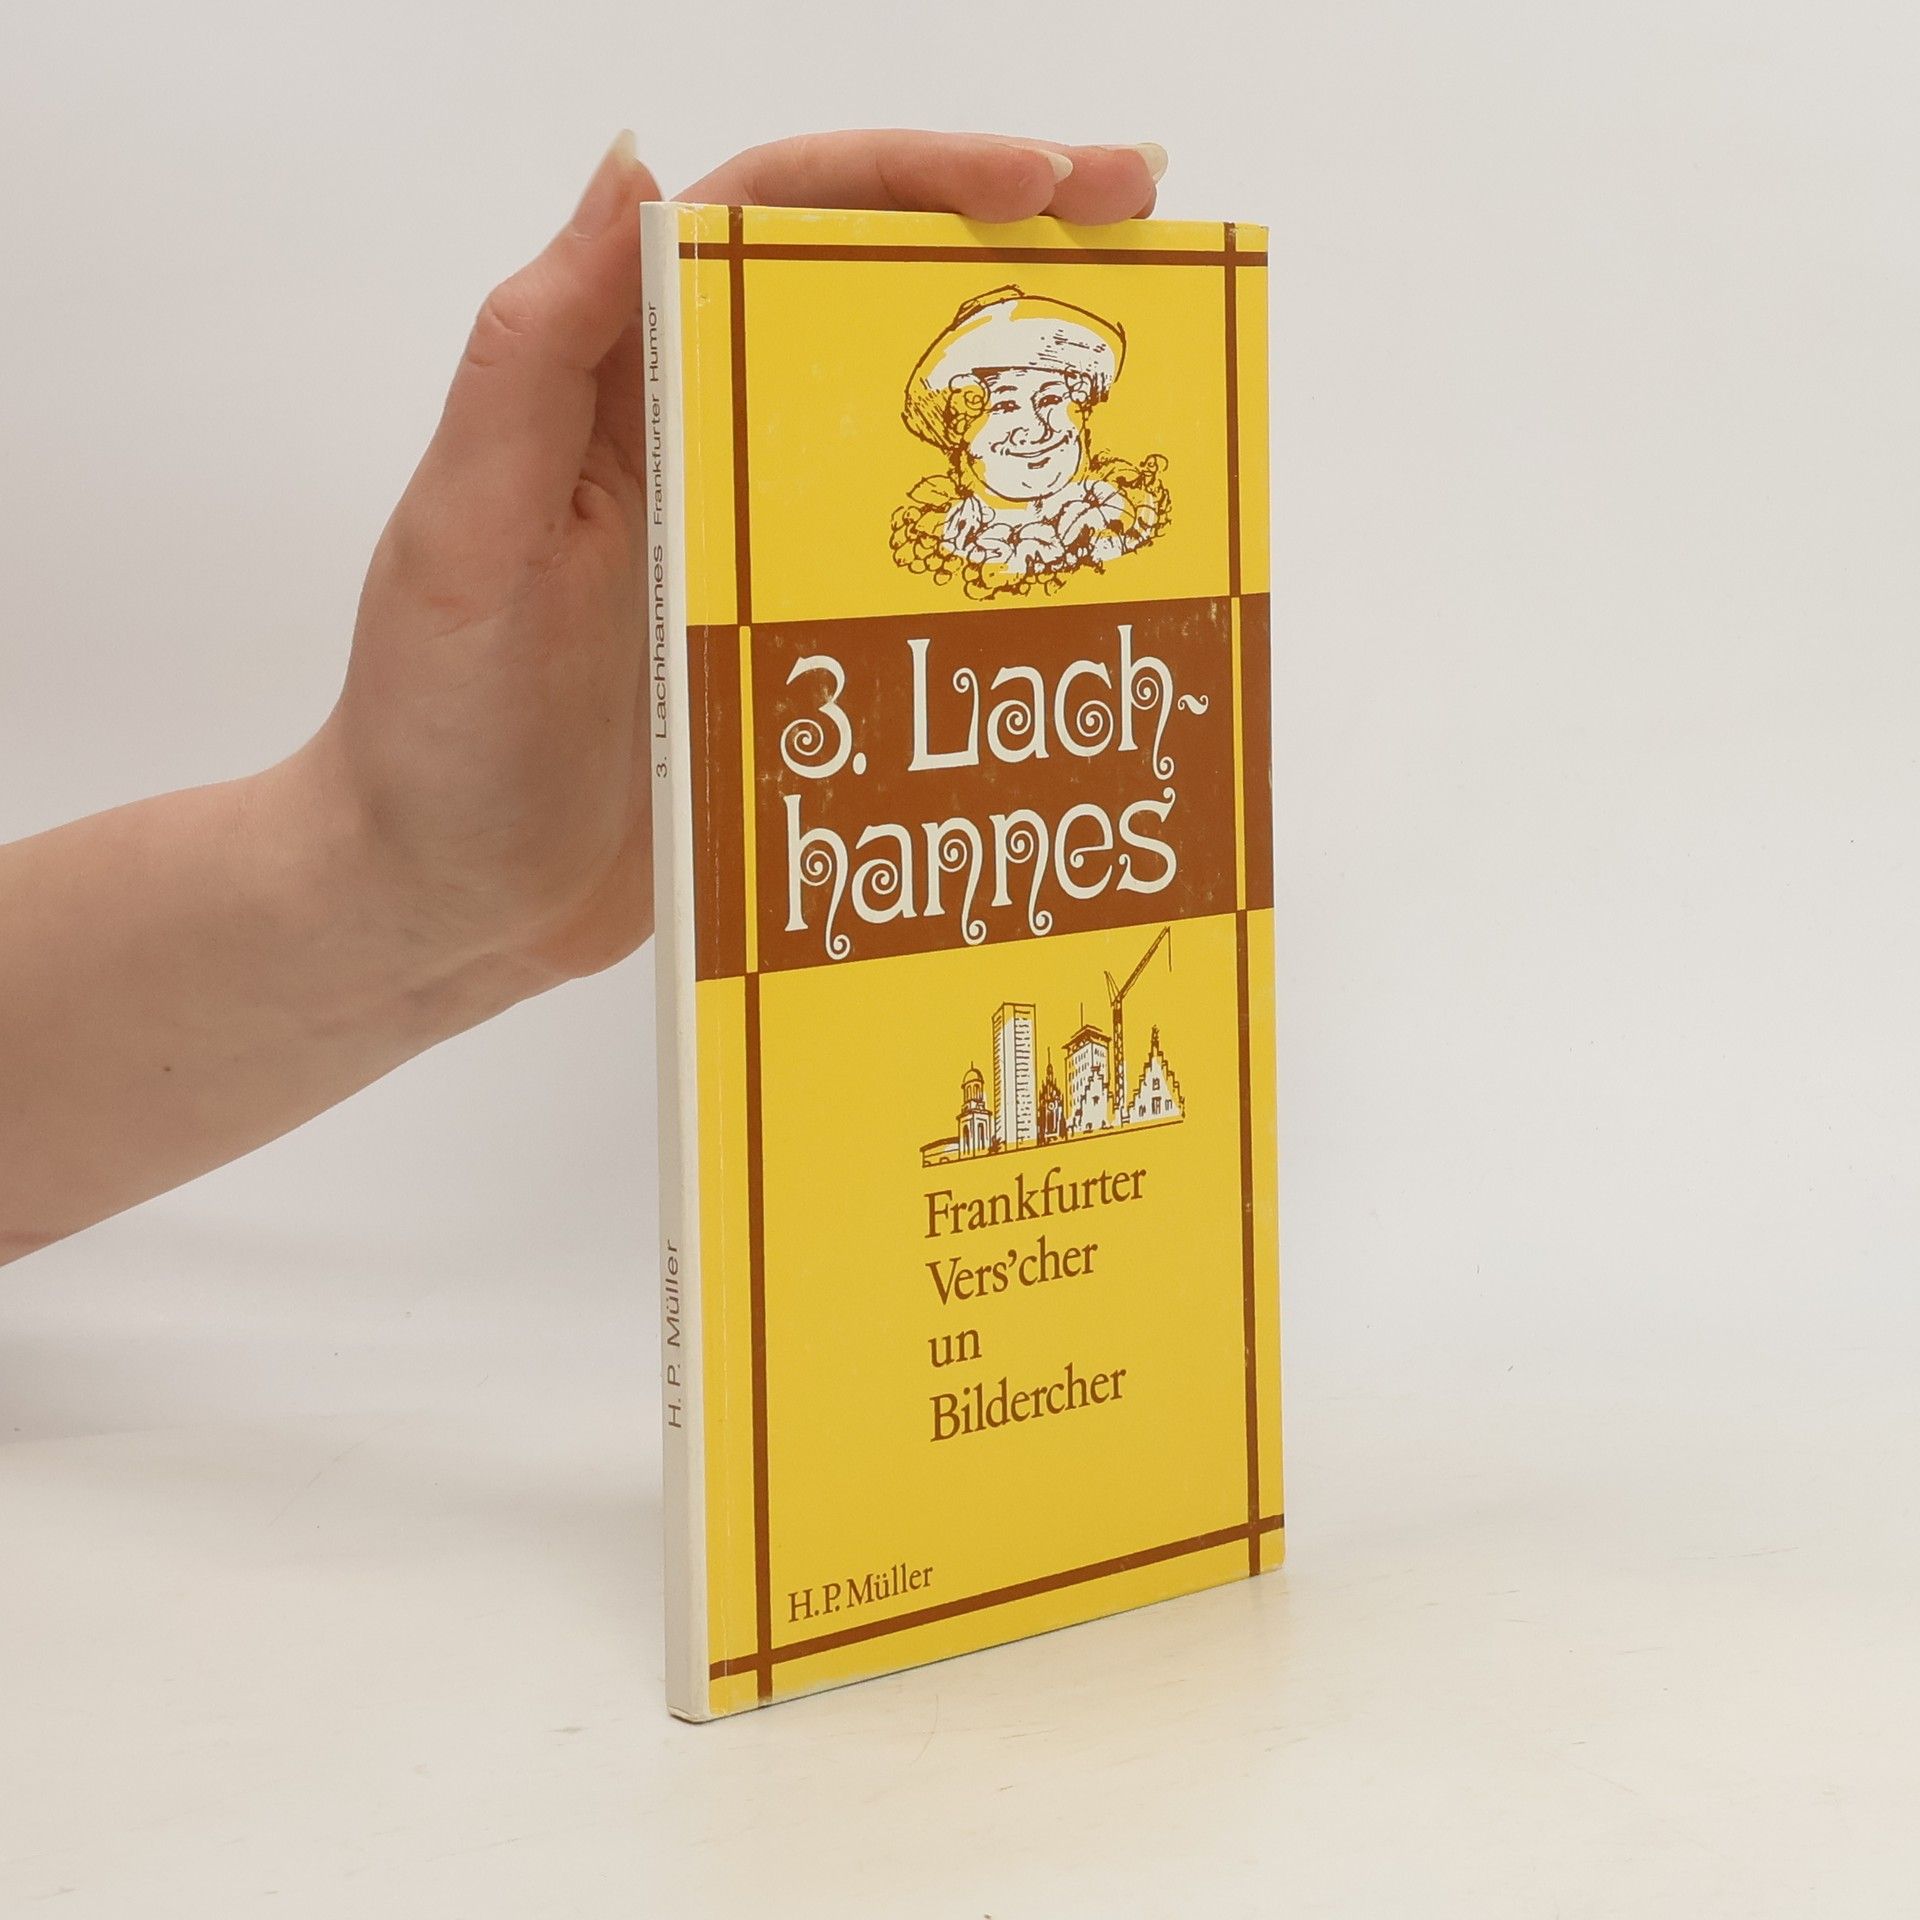 3. Lachhannes Frankfurter Humor
H. P. Müller
3. Lach-
hannes
Frankfurter
Vers'cher
un
Bildercher
H.P. Müller